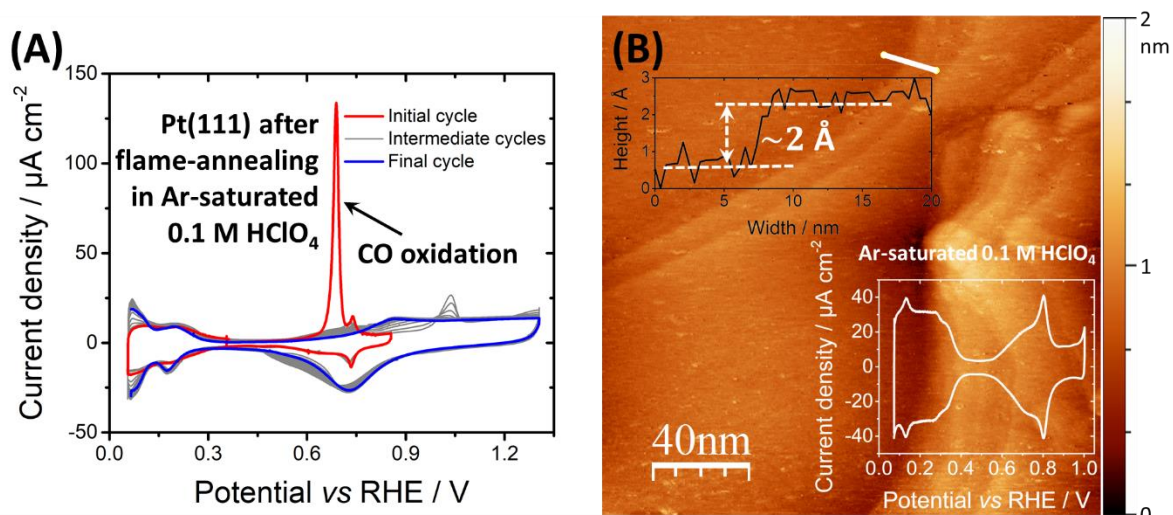 (A)
150
100
50
0
-50
0.0
0.3
0.6
0.9
1.2
Current density / μA cm⁻²
Potential vs RHE / V
Pt(111) after
flame-annealing
in Ar-saturated
0.1 M HClO₄
Initial cycle
Intermediate cycles
Final cycle
CO oxidation
(B)
3
2
1
0
0
5
10
15
20
Height / Å
Width / nm
~2 Å
40nm
Ar-saturated 0.1 M HClO₄
40
20
0
-20
-40
0.0
0.2
0.4
0.6
0.8
1.0
Current density / μA cm⁻²
Potential vs RHE / V
2
nm
1
0